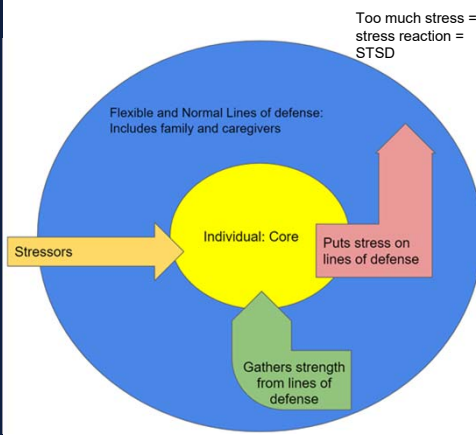 Too much stress =
stress reaction =
STSD
Flexible and Normal Lines of defense:
Includes family and caregivers
Individual: Core
Stressors
Puts stress on
lines of defense
Gathers strength
from lines of
defense